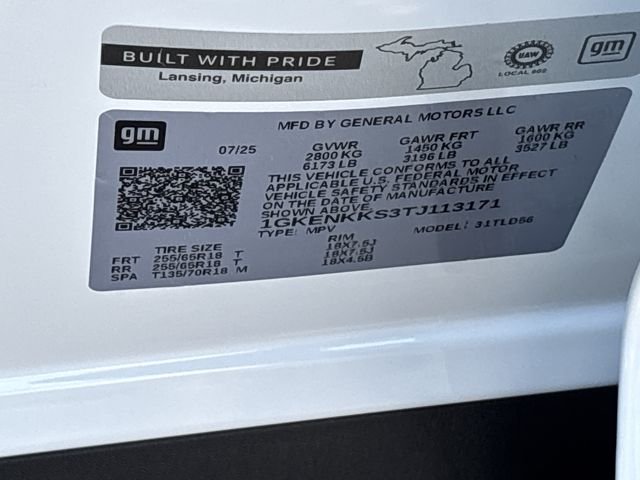 BUILT WITH PRIDE
Lansing, Michigan
UAW
LOCAL 602
gm
gm
MFD BY GENERAL MOTORS LLC
07/25
GVWR GAWR FRT GAWR RR
2800 KG 1450 KG 1600 KG
6173 LB 3196 LB 3527 LB
THIS VEHICLE CONFORMS TO ALL
APPLICABLE U.S. FEDERAL MOTOR
VEHICLE SAFETY STANDARDS IN EFFECT
ON THE DATE OF MANUFACTURE
SHOWN ABOVE.
1GKENKKS3TJ113171
TYPE: MPV MODEL: 31TLD56
TIRE SIZE RIM
FRT 255/65R18 T 18X7.5J
RR 255/65R18 T 18X7.5J
SPA T135/70R18 M 18X4.5B